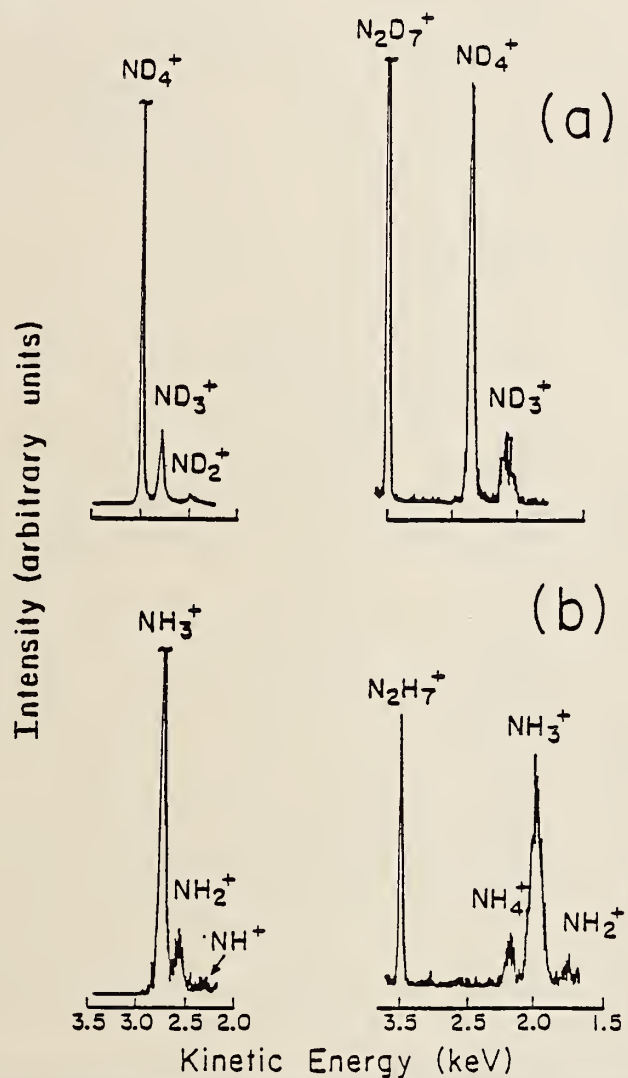 N₂D₇⁺
ND₄⁺
ND₄⁺
(a)
ND₃⁺
ND₃⁺
ND₂⁺
Intensity (arbitrary units)
NH₃⁺
(b)
N₂H₇⁺
NH₃⁺
NH₂⁺
NH₄⁺
NH⁺
NH₂⁺
3.5 3.0 2.5 2.0
3.5 2.5 2.0 1.5
Kinetic Energy (keV)